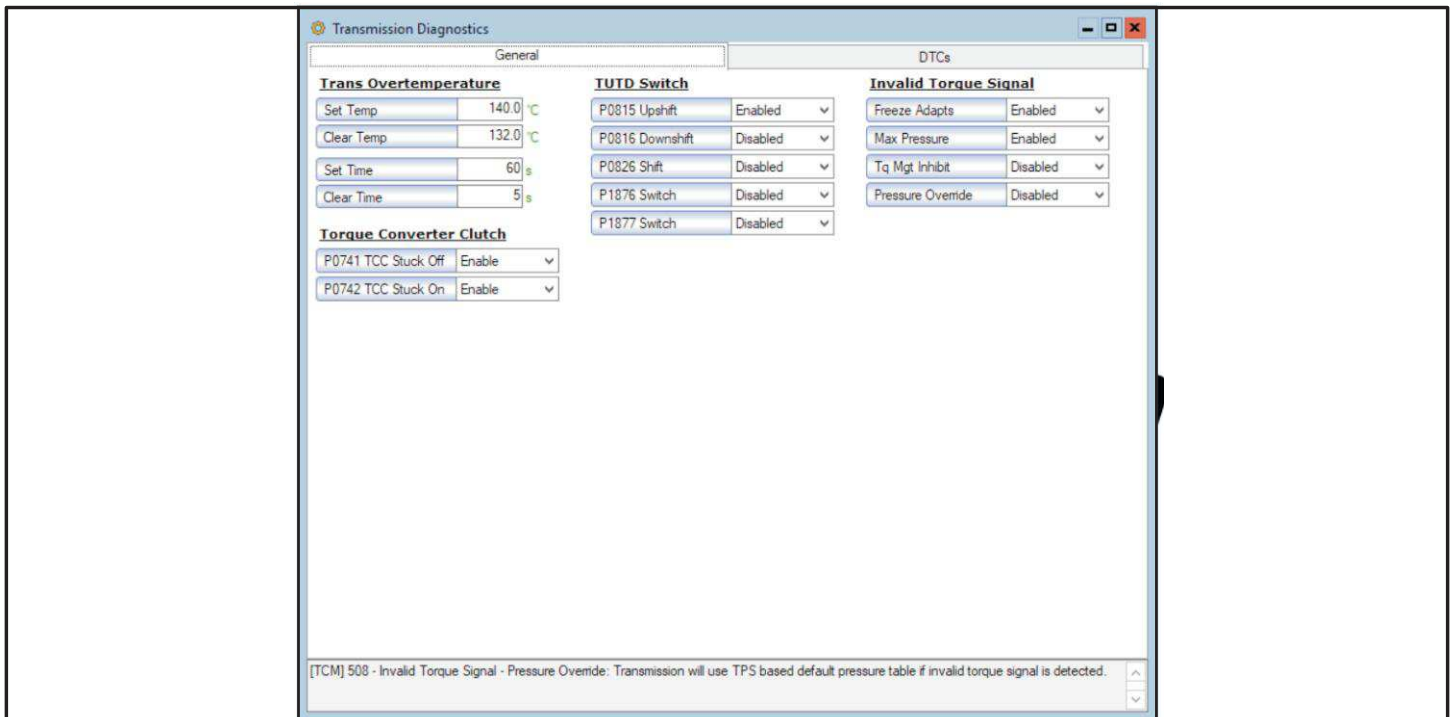 Transmission Diagnostics
General
DTCs
Trans Overtemperature
Set Temp 140.0 °C
Clear Temp 132.0 °C
Set Time 60 s
Clear Time 5 s
Torque Converter Clutch
P0741 TCC Stuck Off Enable
P0742 TCC Stuck On Enable
TUTD Switch
P0815 Upshift Enabled
P0816 Downshift Disabled
P0826 Shift Disabled
P1876 Switch Disabled
P1877 Switch Disabled
Invalid Torque Signal
Freeze Adapts Enabled
Max Pressure Enabled
Tq Mgt Inhibit Disabled
Pressure Override Disabled
[TCM] 508 - Invalid Torque Signal - Pressure Override: Transmission will use TPS based default pressure table if invalid torque signal is detected.